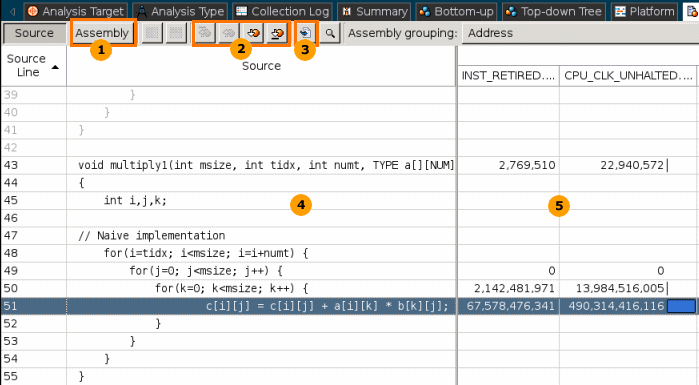 Analysis Target Analysis Type Collection Log Summary Bottom-up Top-down Tree Platform
Source Assembly Assembly grouping: Address
1 2 3
Source Line Source INST_RETIRED.... CPU_CLK_UNHALTED....
39 }
40 }
41 }
42
43 void multiply1(int msize, int tidx, int numt, TYPE a[][NUM] 2,769,510 22,940,572
44 {
45 int i,j,k;
4 5
46
47 // Naive implementation
48 for(i=tidx; i<msize; i=i+numt) {
49 for(j=0; j<msize; j++) { 0 0
50 for(k=0; k<msize; k++) { 2,142,481,971 13,984,516,005
51 c[i][j] = c[i][j] + a[i][k] * b[k][j]; 67,578,476,341 490,314,416,116
52 }
53 }
54 }
55 }